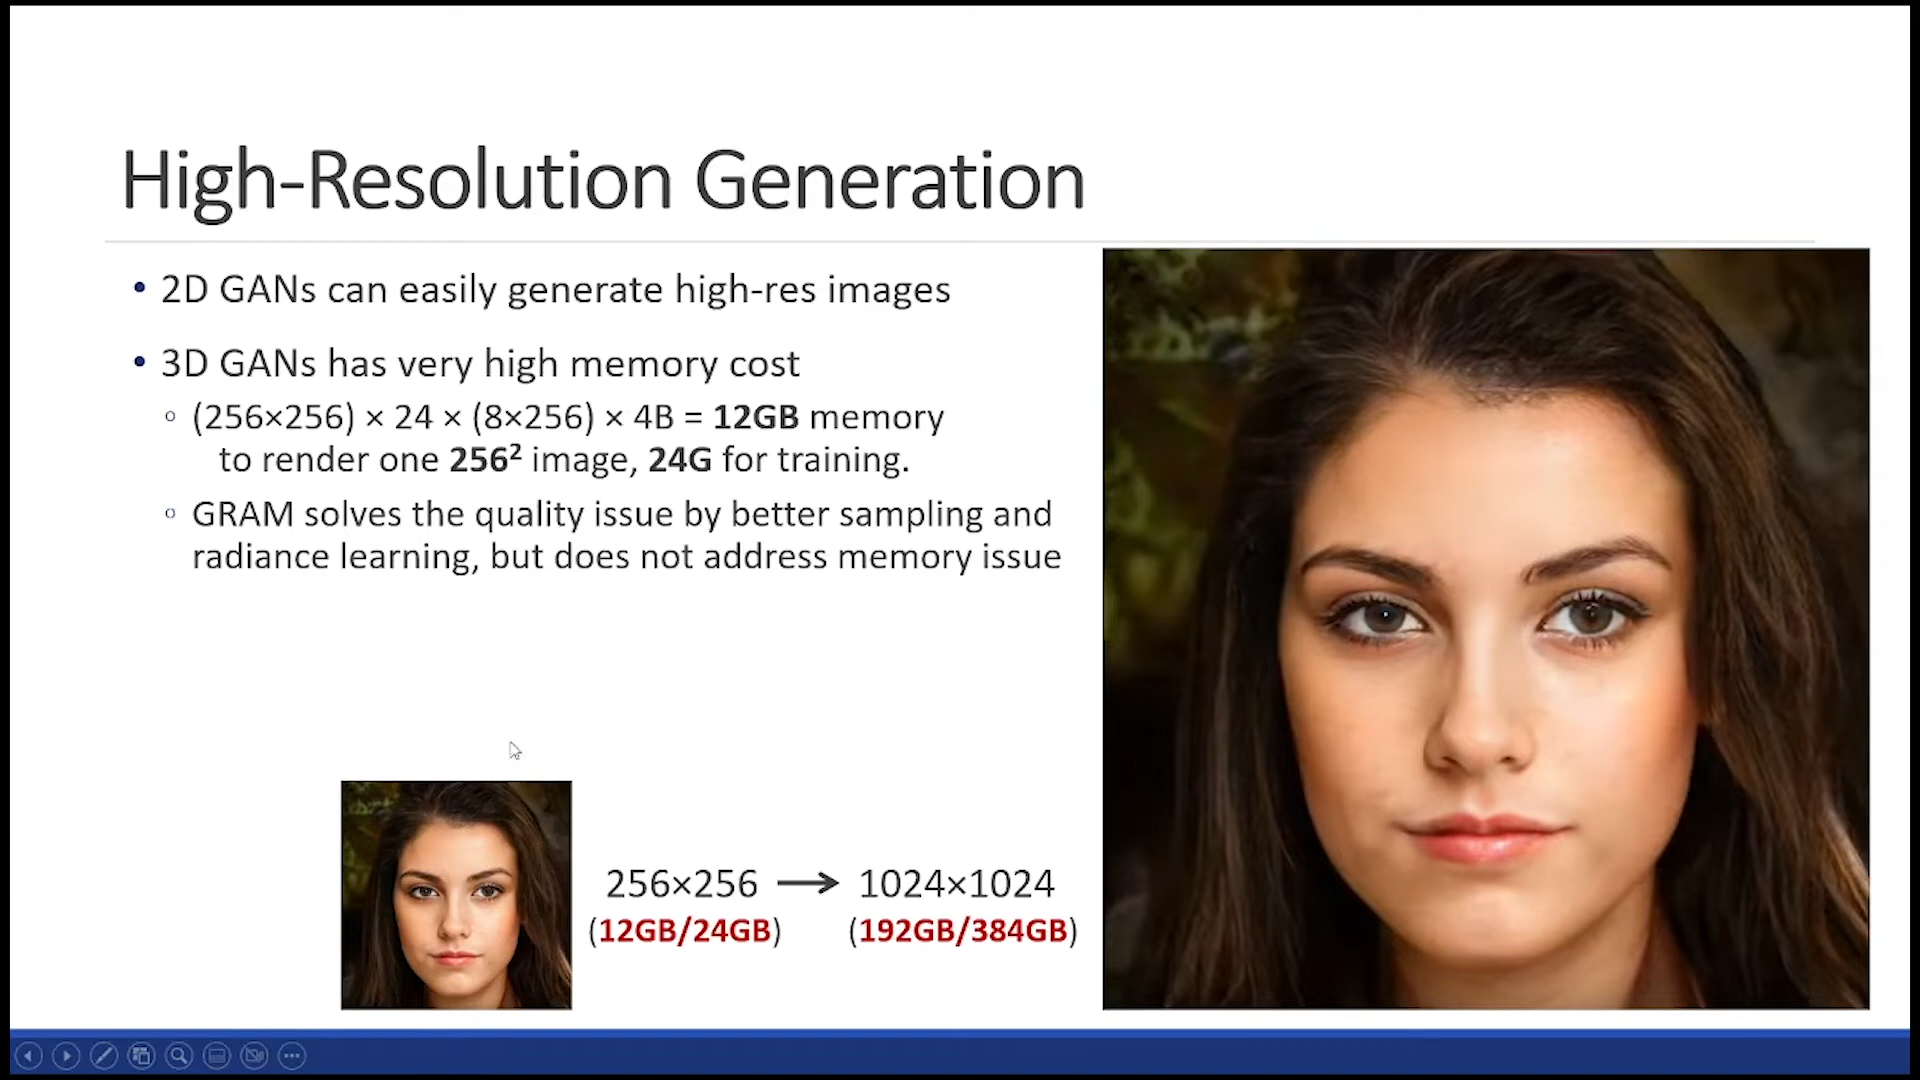 High-Resolution Generation
• 2D GANs can easily generate high-res images
• 3D GANs has very high memory cost
○ (256×256) × 24 × (8×256) × 4B = 12GB memory
to render one 256² image, 24G for training.
○ GRAM solves the quality issue by better sampling and
radiance learning, but does not address memory issue
256×256 → 1024×1024
(12GB/24GB) (192GB/384GB)